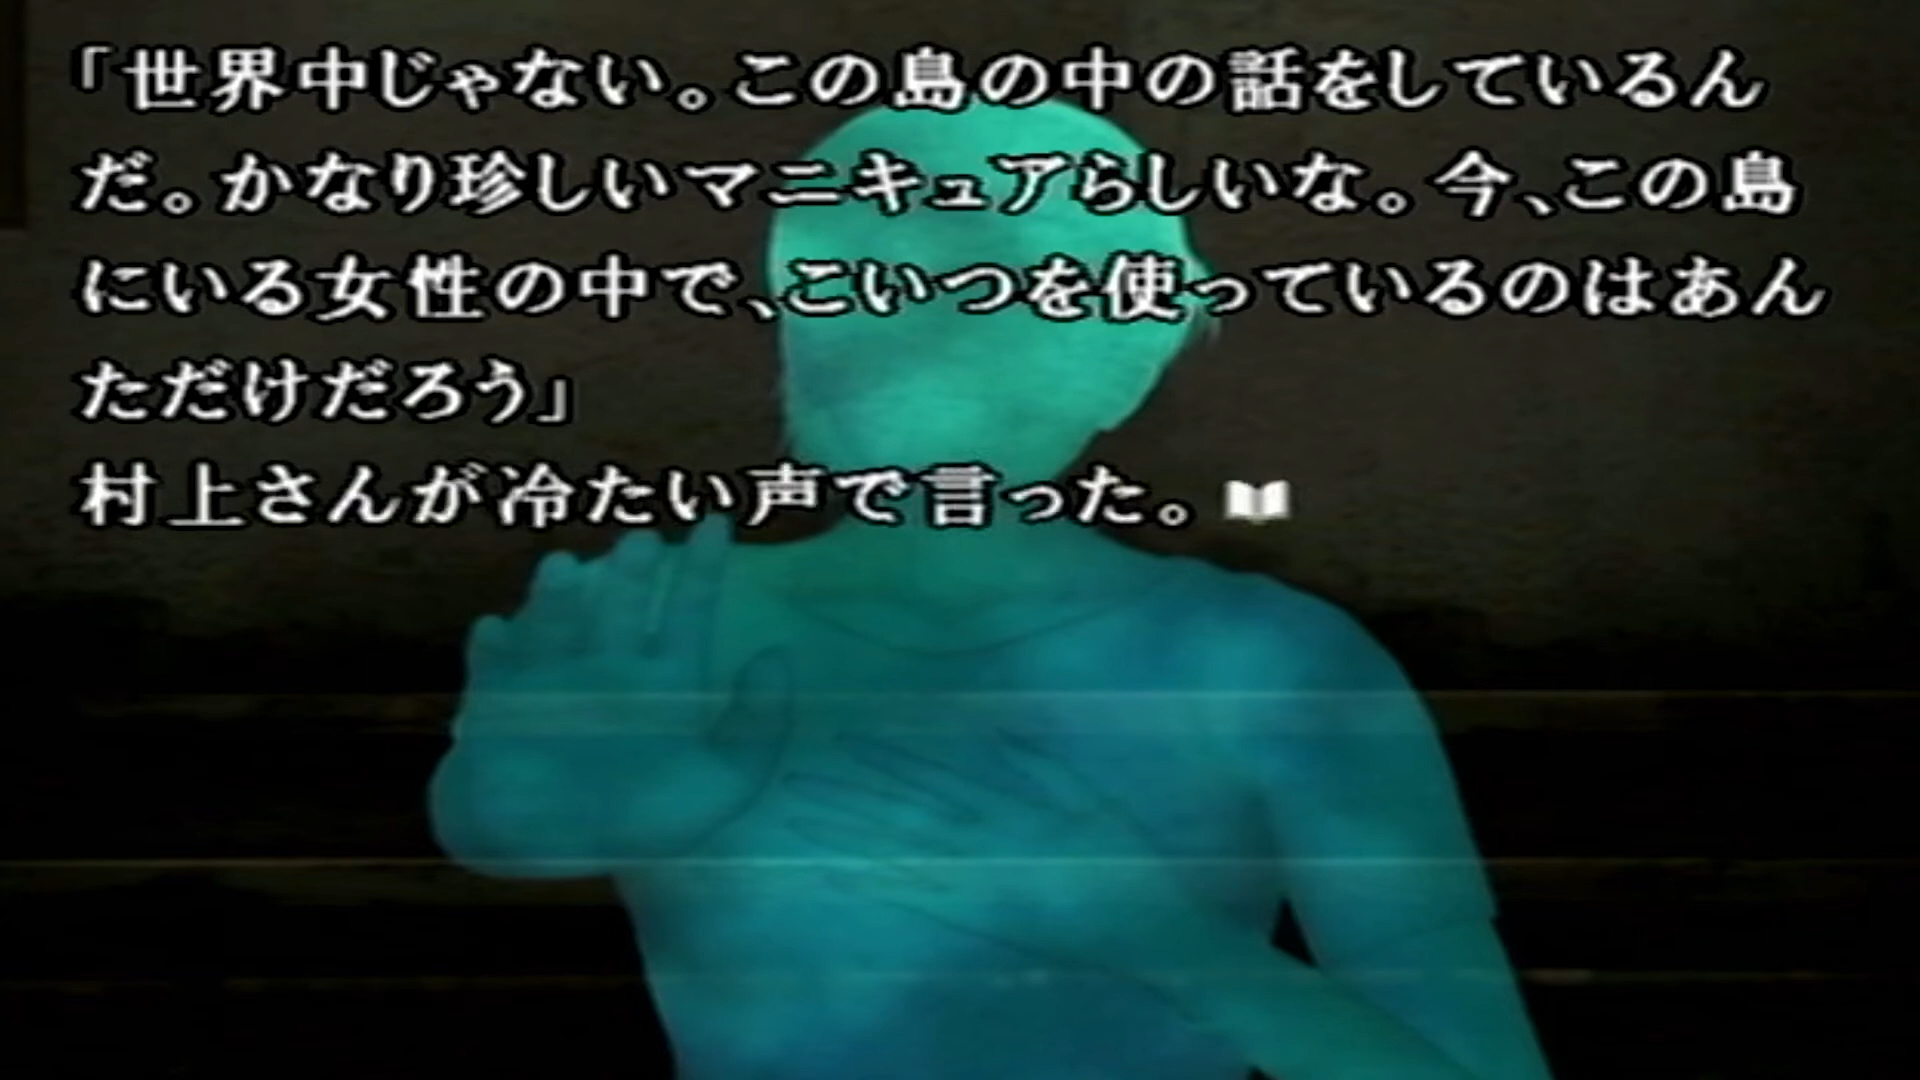 「世界中じゃない。この島の中の話をしているん
だ。かなり珍しいマニキュアらしいな。今、この島
にいる女性の中で、こいつを使っているのはあん
ただけだろう」
村上さんが冷たい声で言った。